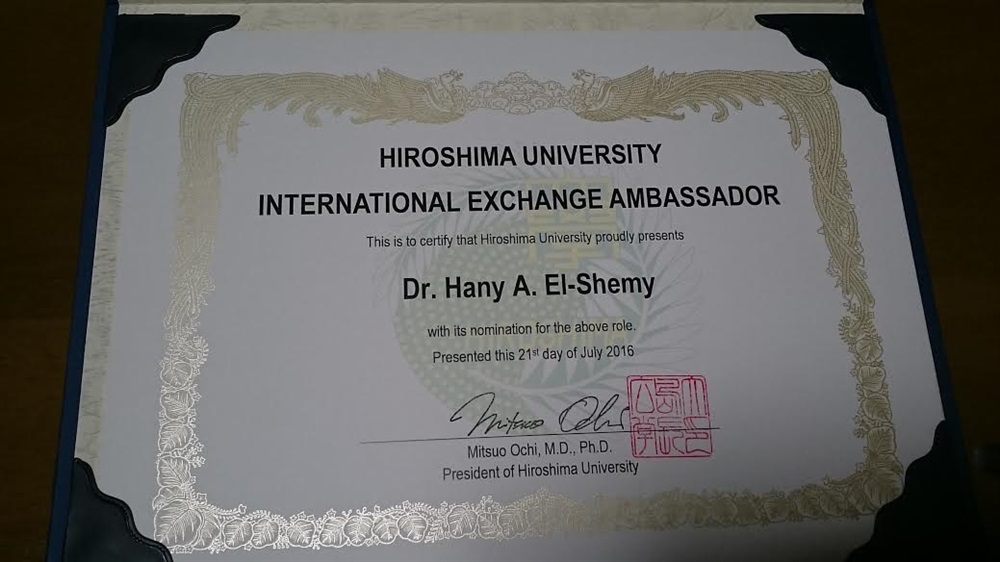 HIROSHIMA UNIVERSITY
INTERNATIONAL EXCHANGE AMBASSADOR
This is to certify that Hiroshima University proudly presents
Dr. Hany A. El-Shemy
with its nomination for the above role.
Presented this 21st day of July 2016
Mitsuo Ochi
Mitsuo Ochi, M.D., Ph.D.
President of Hiroshima University